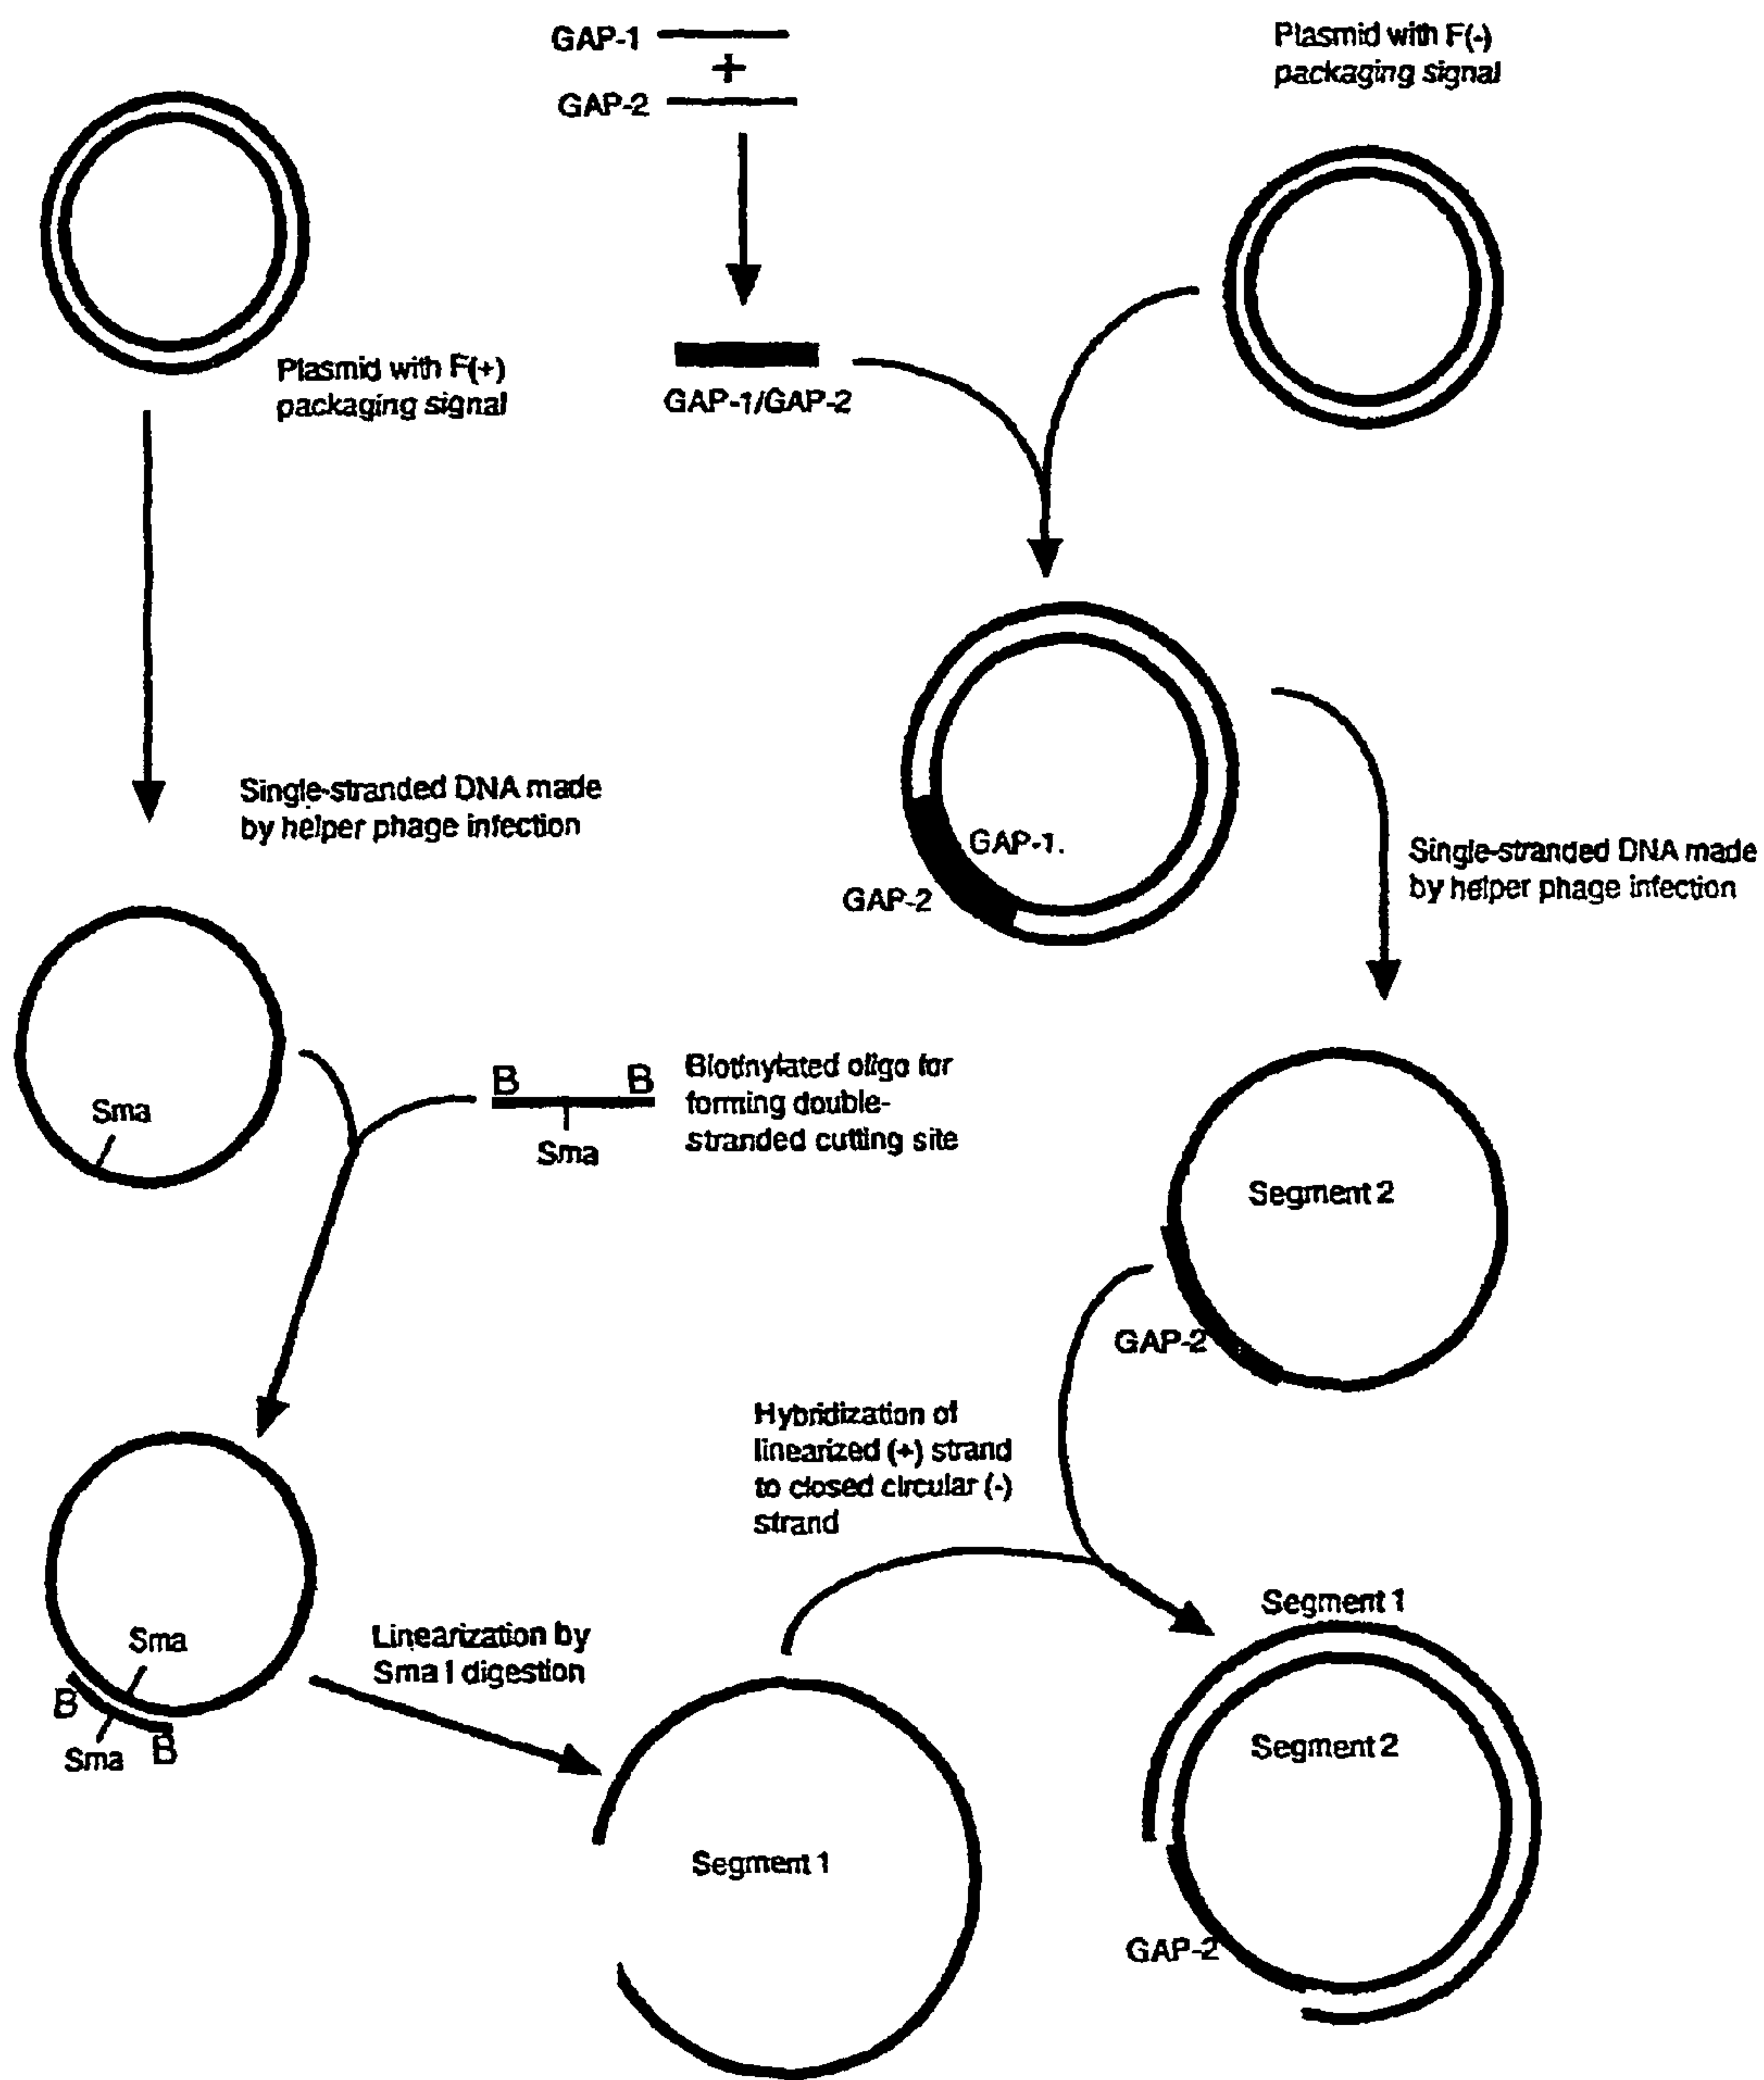 GAP-1
+
GAP-2
Plasmid with F(-)
packaging signal
Plasmid with F(+)
packaging signal
GAP-1/GAP-2
Single-stranded DNA made
by helper phage infection
GAP-1.
GAP-2
Single-stranded DNA made
by helper phage infection
Sma
B B
Sma
Biotinylated oligo for
forming double-
stranded cutting site
Segment 2
GAP-2
Hybridization of
linearized (+) strand
to closed circular (-)
strand
Sma
B
Sma B
Linearization by
Sma I digestion
Segment 1
Segment 1
Segment 2
GAP-2